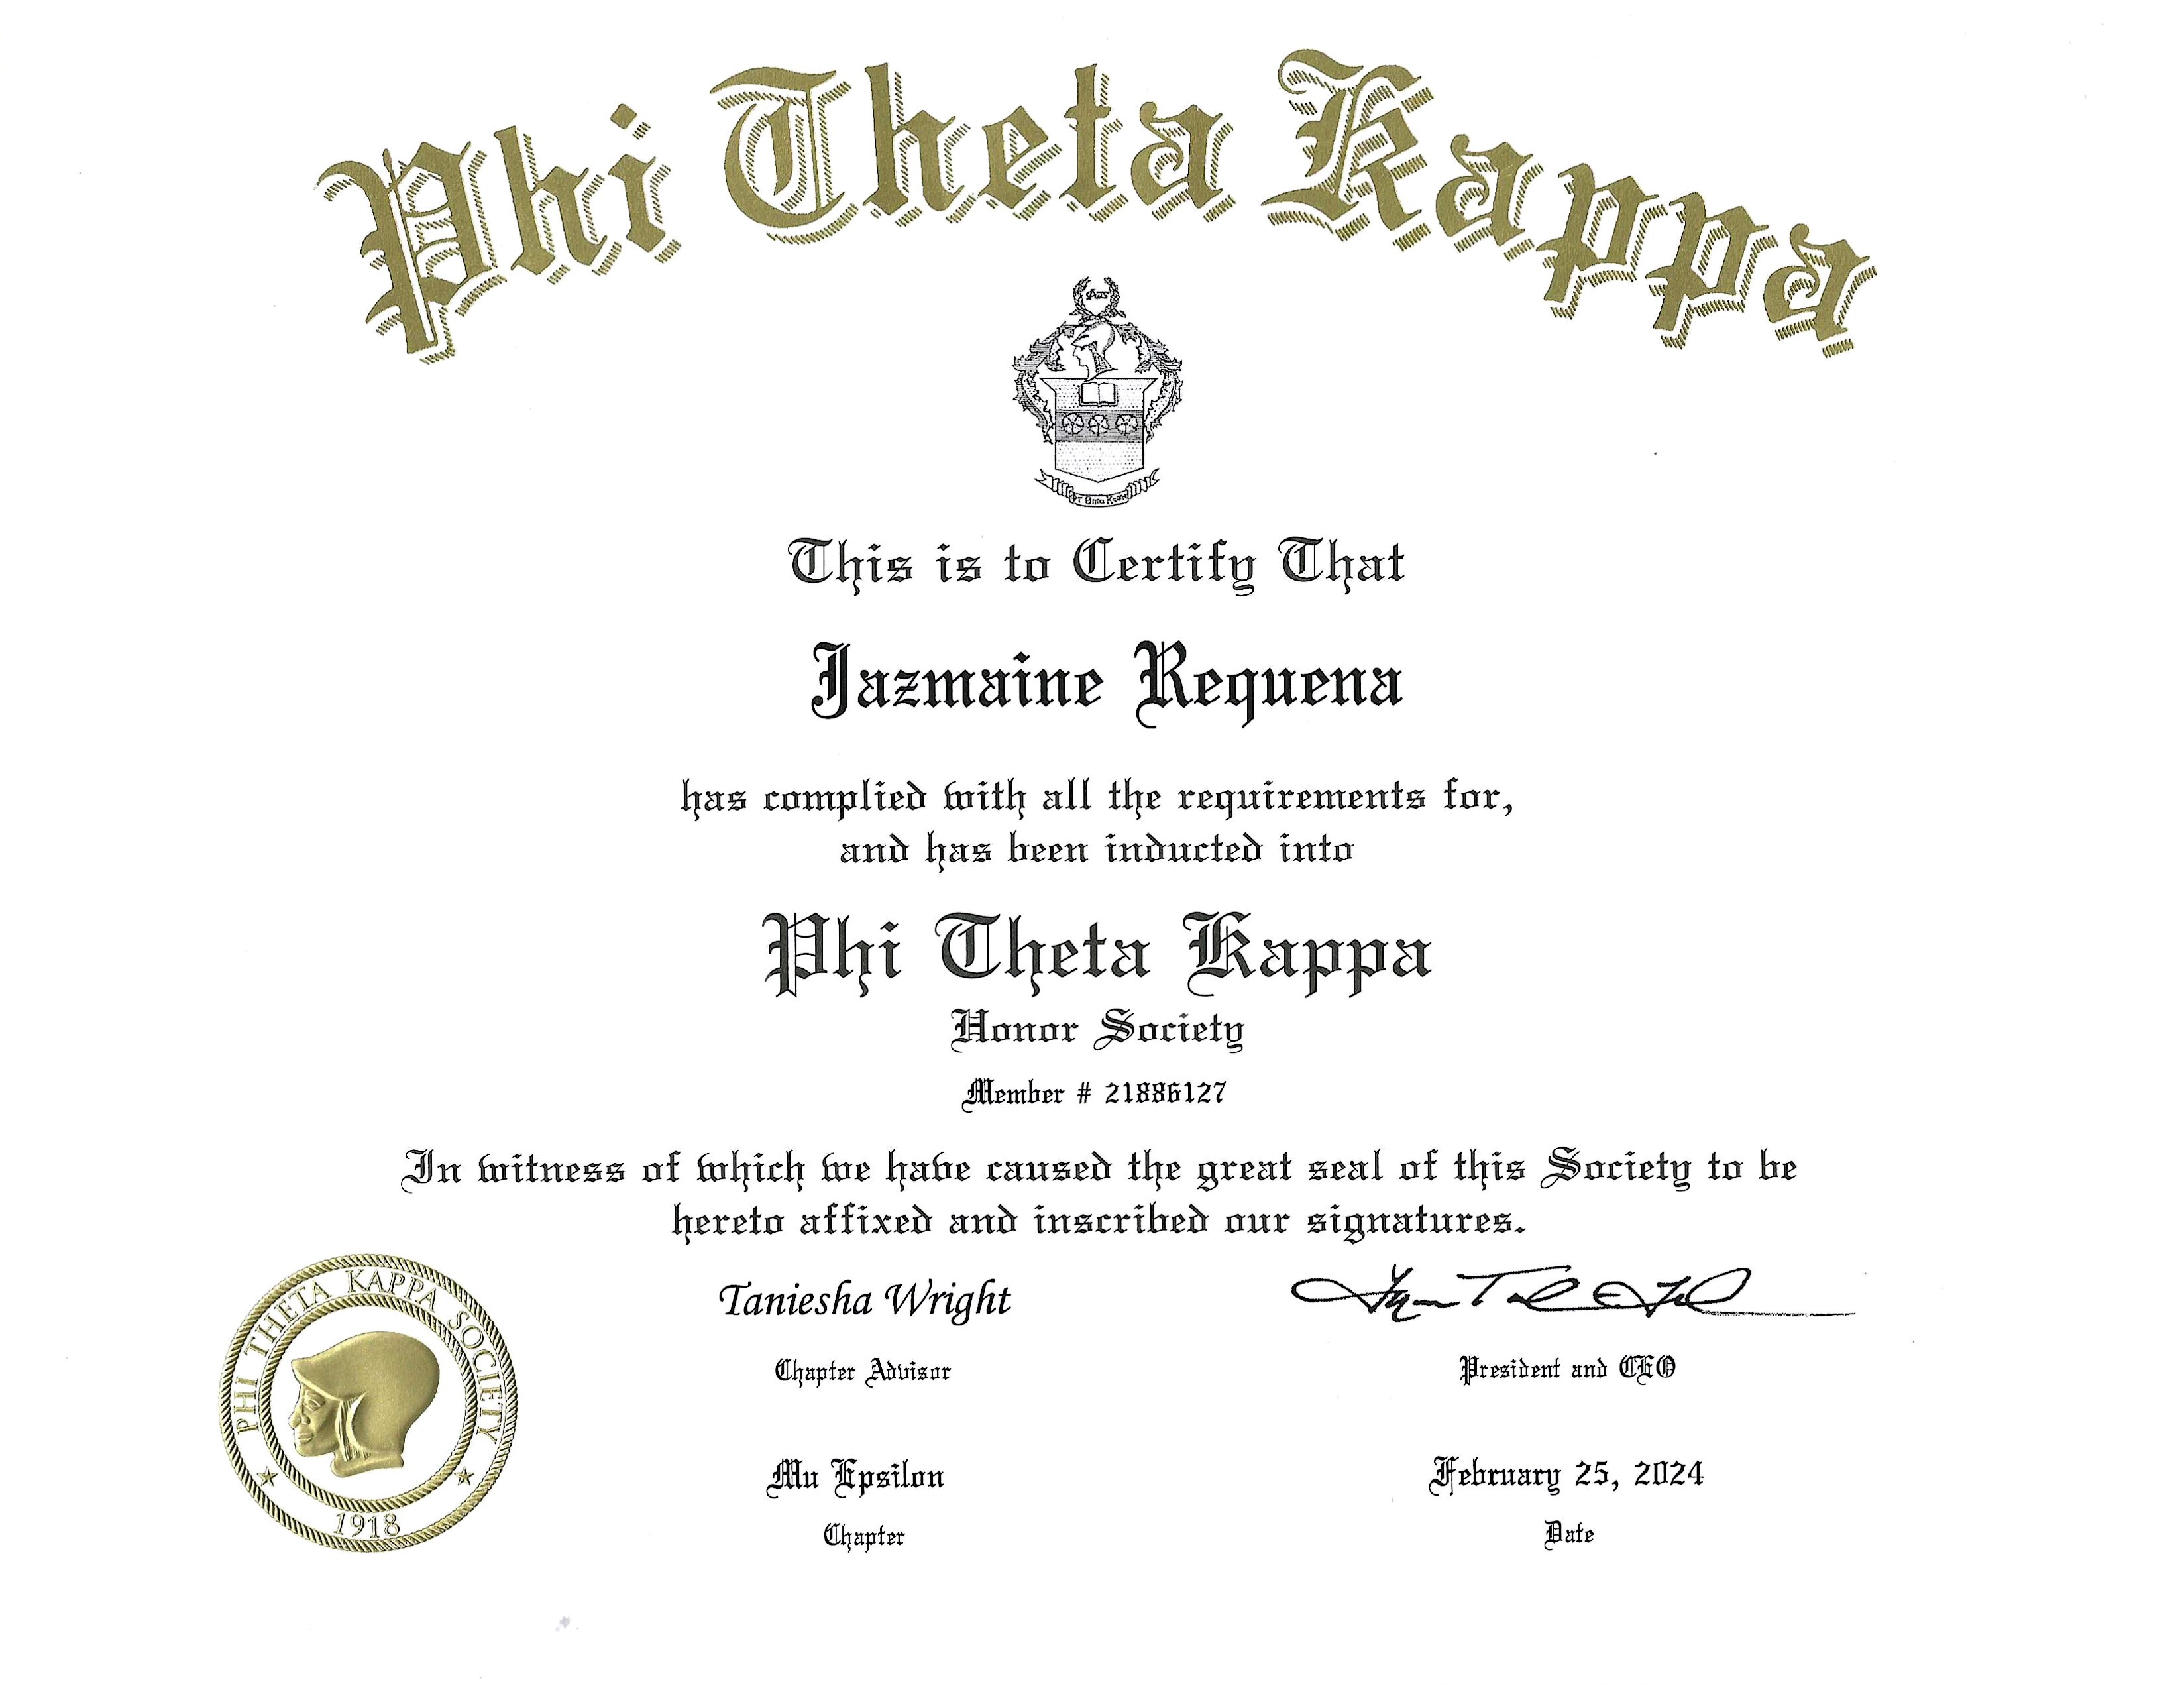 Phi Theta Kappa
This is to Certify That
Jazmaine Requena
has complied with all the requirements for,
and has been inducted into
Phi Theta Kappa
Honor Society
Member # 21886127
In witness of which we have caused the great seal of this Society to be
hereto affixed and inscribed our signatures.
PHI THETA KAPPA SOCIETY
1918
Taniesha Wright
Chapter Advisor
President and CEO
Mu Epsilon
February 25, 2024
Chapter
Date